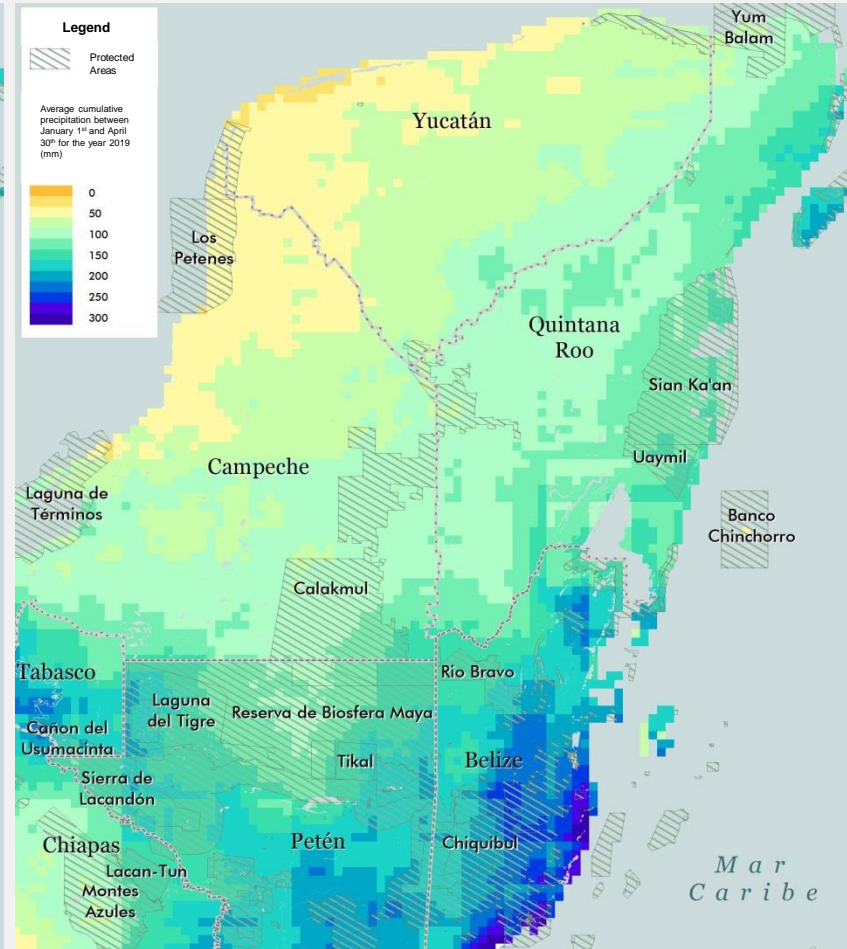 Legend
Protected
Areas
Average cumulative
precipitation between
January 1st and April
30th for the year 2019
(mm)
0
50
100
150
200
250
300
Yum
Balam
Yucatán
Los
Petenes
Quintana
Roo
Sian Ka'an
Uaymil
Campeche
Laguna de
Términos
Banco
Chinchorro
Calakmul
Tabasco
Rio Bravo
Laguna
del Tigre
Reserva de Biosfera Maya
Cañon del
Usumacinta
Tikal
Belize
Sierra de
Lacandón
Chiapas
Petén
Chiquibul
Lacan-Tun
Montes
Azules
Mar
Caribe